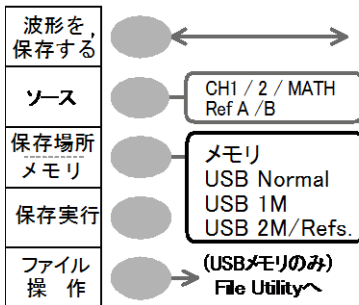 波形を,
保存する
ソース
CH1 / 2 / MATH
Ref A /B
保存場所
メモリ
メモリ
USB Normal
USB 1M
USB 2M/Refs.
保存実行
ファイル
操 作
(USBメモリのみ)
File Utilityへ